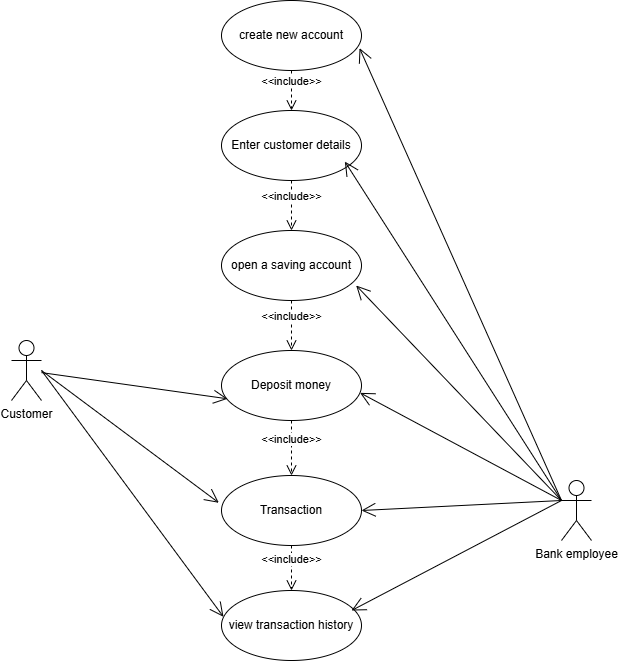 create new account
<<include>>
Enter customer details
<<include>>
open a saving account
<<include>>
Deposit money
Customer
<<include>>
Transaction
Bank employee
<<include>>
view transaction history